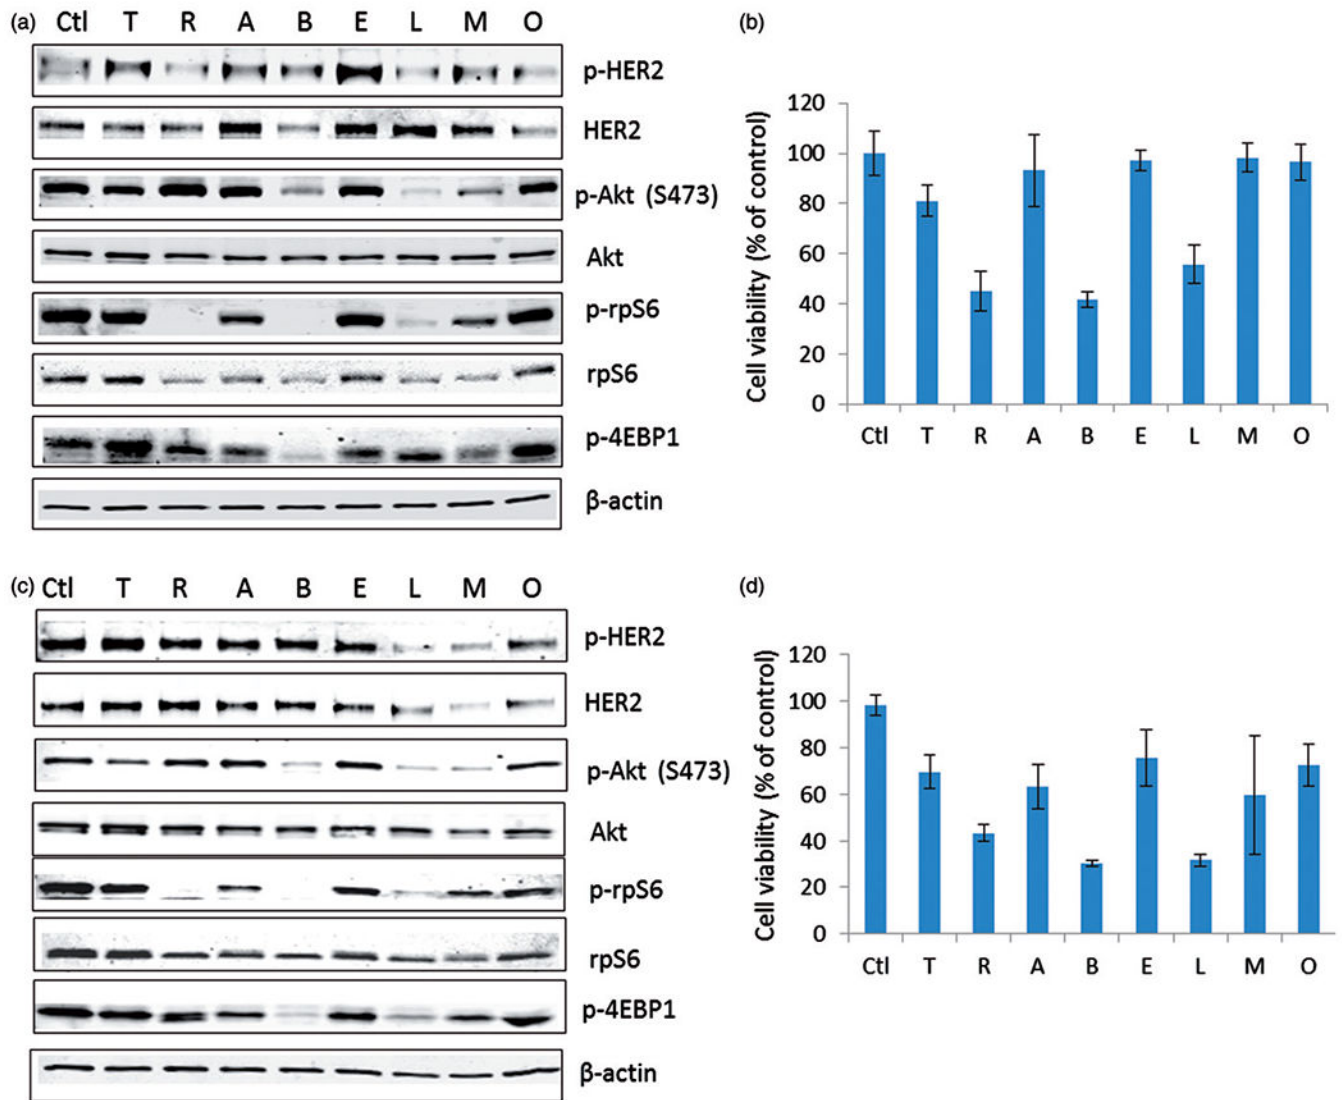 (a) Ctl T R A B E L M O
p-HER2
HER2
p-Akt (S473)
Akt
p-rpS6
rpS6
p-4EBP1
β-actin
(b)
Cell viability (% of control)
120
100
80
60
40
20
0
Ctl T R A B E L M O
(c) Ctl T R A B E L M O
p-HER2
HER2
p-Akt (S473)
Akt
p-rpS6
rpS6
p-4EBP1
β-actin
(d)
Cell viability (% of control)
120
100
80
60
40
20
0
Ctl T R A B E L M O